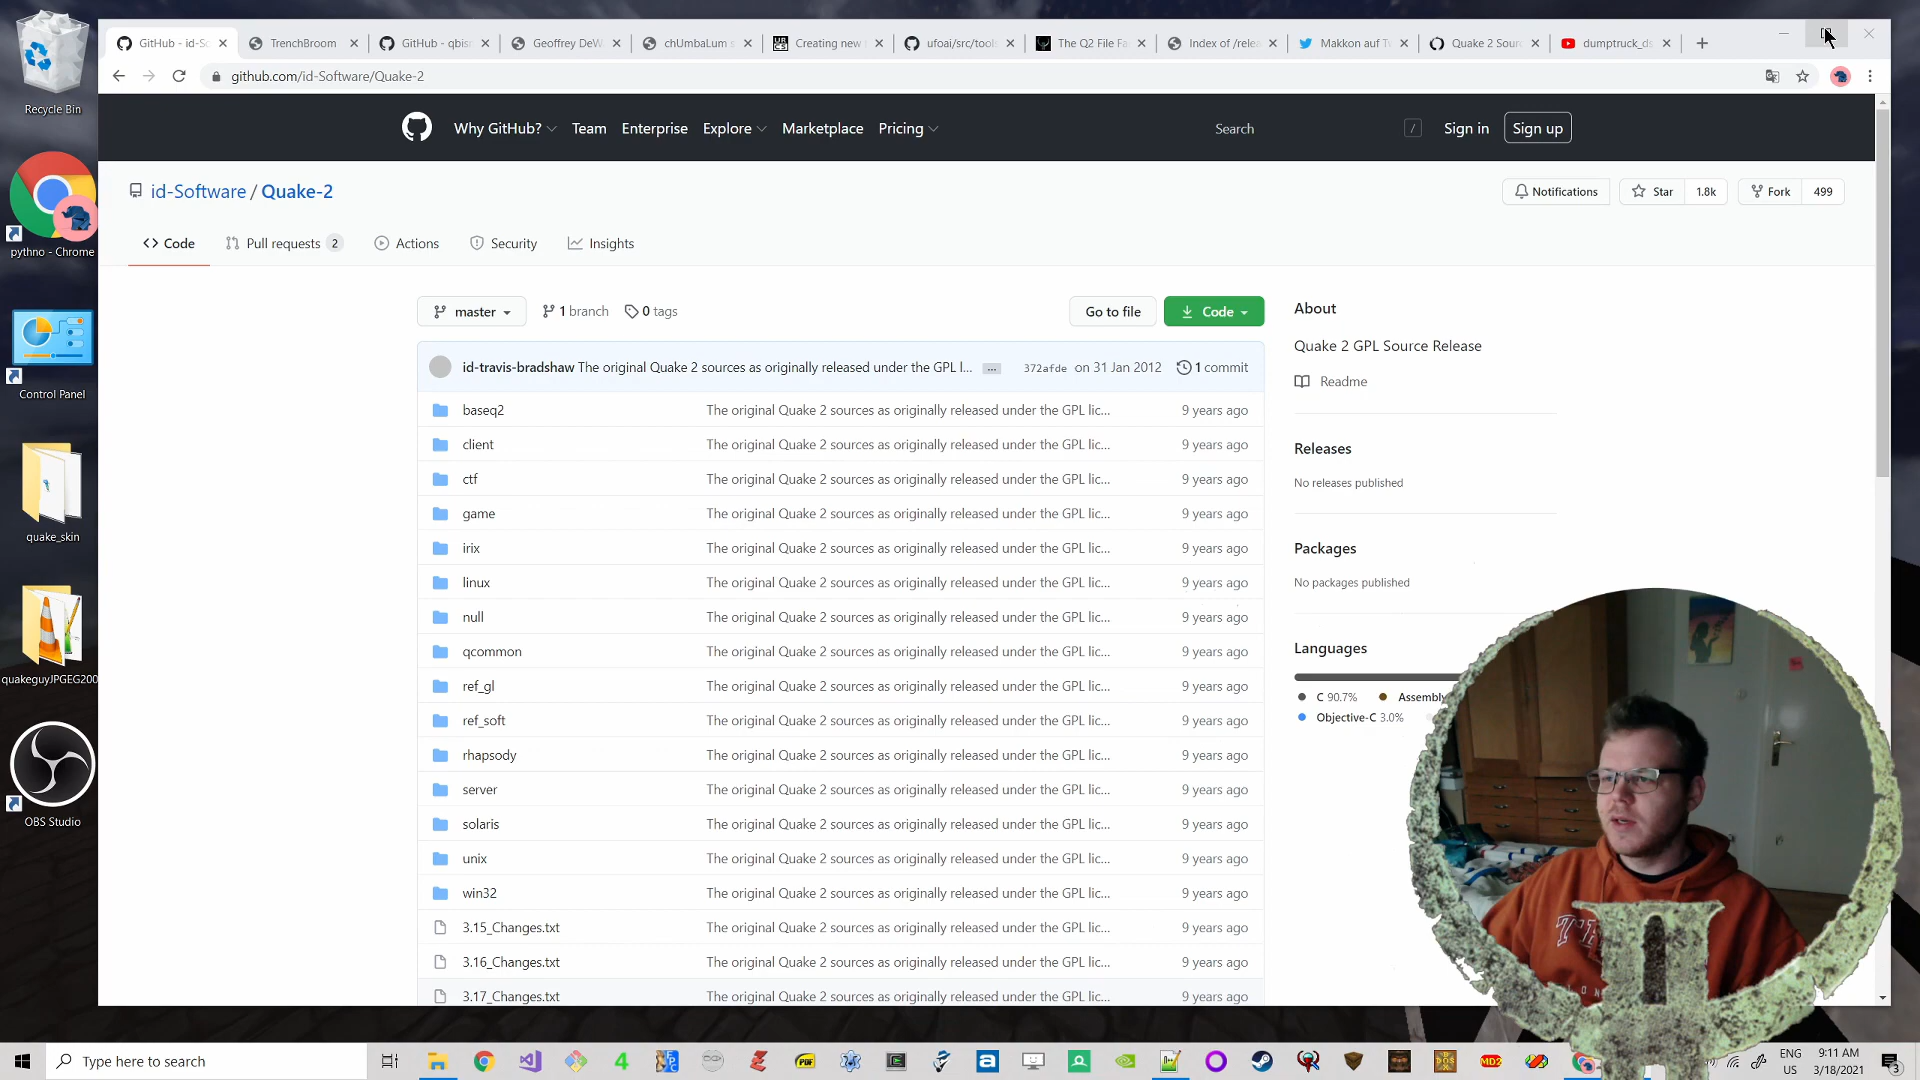 GitHub - id-So
TrenchBroom
GitHub - qbism
Geoffrey DeW
chUmbaLum s
Creating new
ufoai/src/tools
The Q2 File Fa
Index of /relea
Makkon auf Tw
Quake 2 Sourc
dumptruck_ds
github.com/id-Software/Quake-2
Recycle Bin
pythno - Chrome
Control Panel
quake_skin
quakeguyJPGEG200
OBS Studio
Why GitHub? Team Enterprise Explore Marketplace Pricing
Search /
Sign in Sign up
id-Software / Quake-2
Notifications Star 1.8k Fork 499
Code Pull requests 2 Actions Security Insights
master 1 branch 0 tags Go to file Code
id-travis-bradshaw The original Quake 2 sources as originally released under the GPL l... ... 372afde on 31 Jan 2012 1 commit
baseq2 The original Quake 2 sources as originally released under the GPL lic... 9 years ago
client The original Quake 2 sources as originally released under the GPL lic... 9 years ago
ctf The original Quake 2 sources as originally released under the GPL lic... 9 years ago
game The original Quake 2 sources as originally released under the GPL lic... 9 years ago
irix The original Quake 2 sources as originally released under the GPL lic... 9 years ago
linux The original Quake 2 sources as originally released under the GPL lic... 9 years ago
null The original Quake 2 sources as originally released under the GPL lic... 9 years ago
qcommon The original Quake 2 sources as originally released under the GPL lic... 9 years ago
ref_gl The original Quake 2 sources as originally released under the GPL lic... 9 years ago
ref_soft The original Quake 2 sources as originally released under the GPL lic... 9 years ago
rhapsody The original Quake 2 sources as originally released under the GPL lic... 9 years ago
server The original Quake 2 sources as originally released under the GPL lic... 9 years ago
solaris The original Quake 2 sources as originally released under the GPL lic... 9 years ago
unix The original Quake 2 sources as originally released under the GPL lic... 9 years ago
win32 The original Quake 2 sources as originally released under the GPL lic... 9 years ago
3.15_Changes.txt The original Quake 2 sources as originally released under the GPL lic... 9 years ago
3.16_Changes.txt The original Quake 2 sources as originally released under the GPL lic... 9 years ago
3.17_Changes.txt The original Quake 2 sources as originally released under the GPL lic... 9 years ago
About
Quake 2 GPL Source Release
Readme
Releases
No releases published
Packages
No packages published
Languages
C 90.7% Assembly
Objective-C 3.0%
Type here to search
ENG
US
9:11 AM
3/18/2021
3